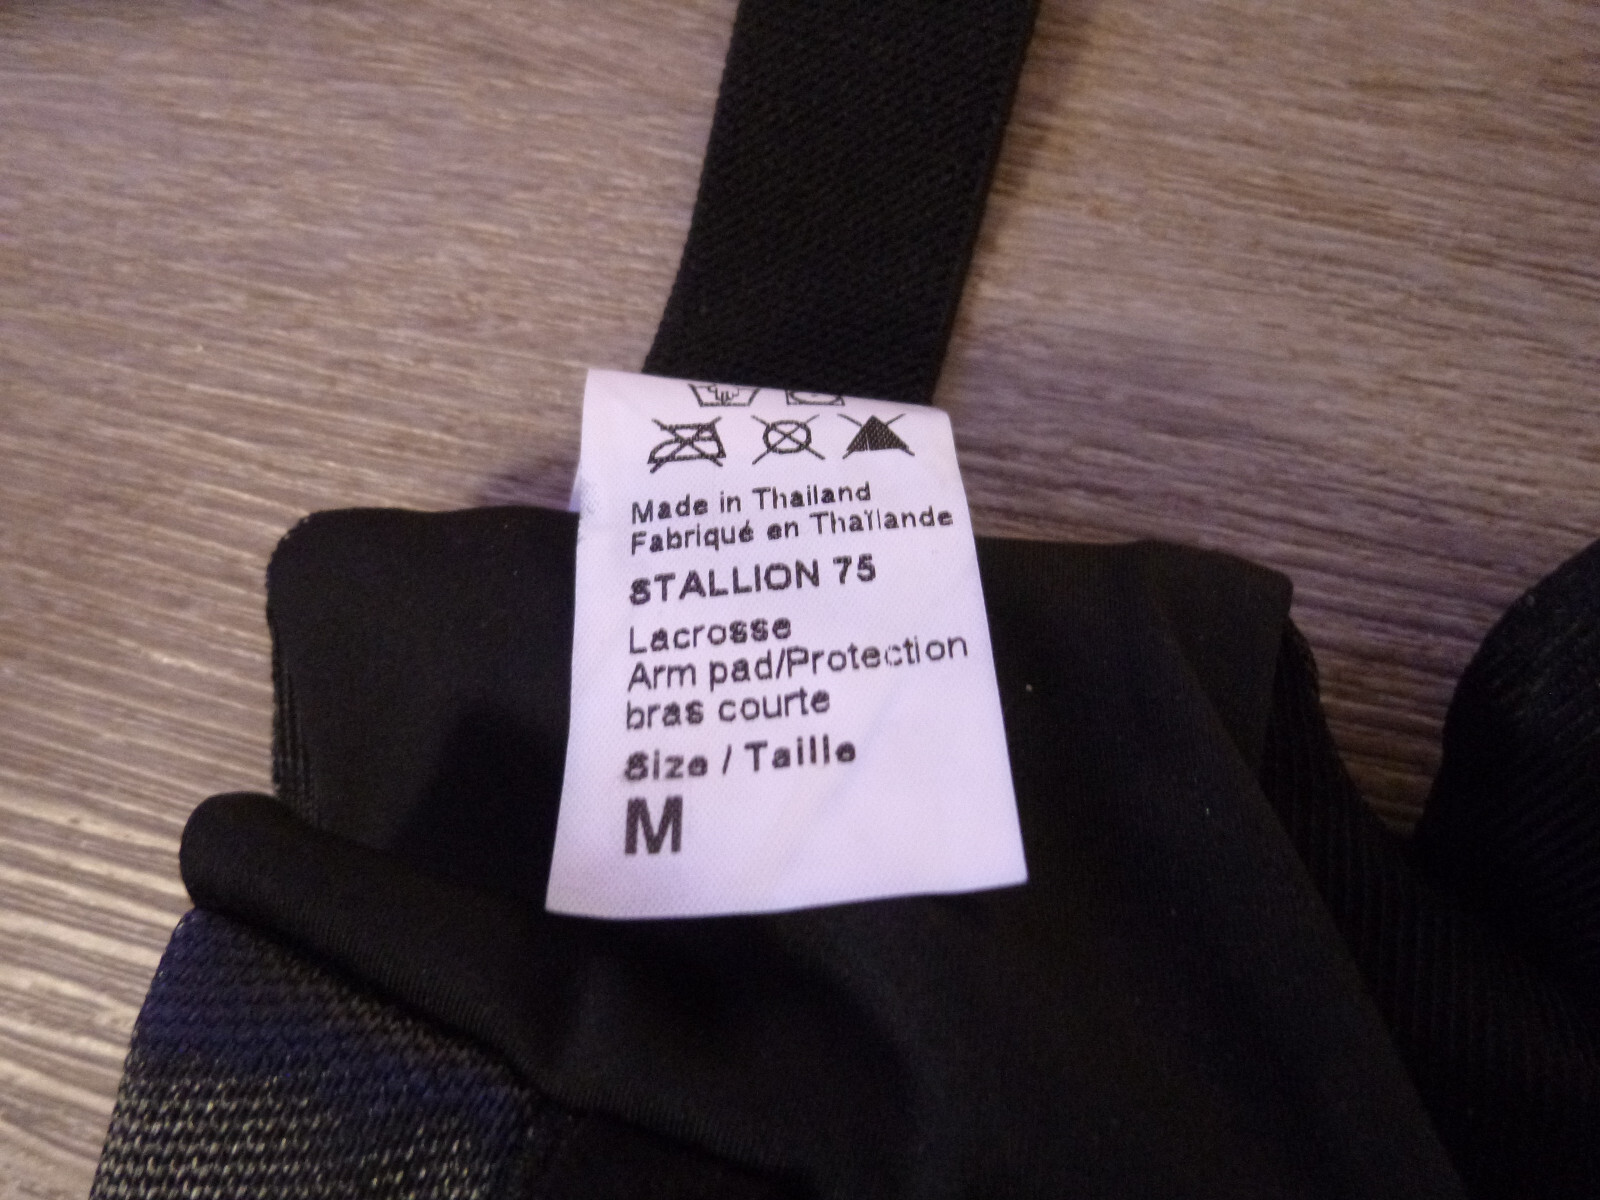 Made in Thailand
Fabriqué en Thaïlande
STALLION 75
Lacrosse
Arm pad/Protection
bras courte
Size / Taille
M